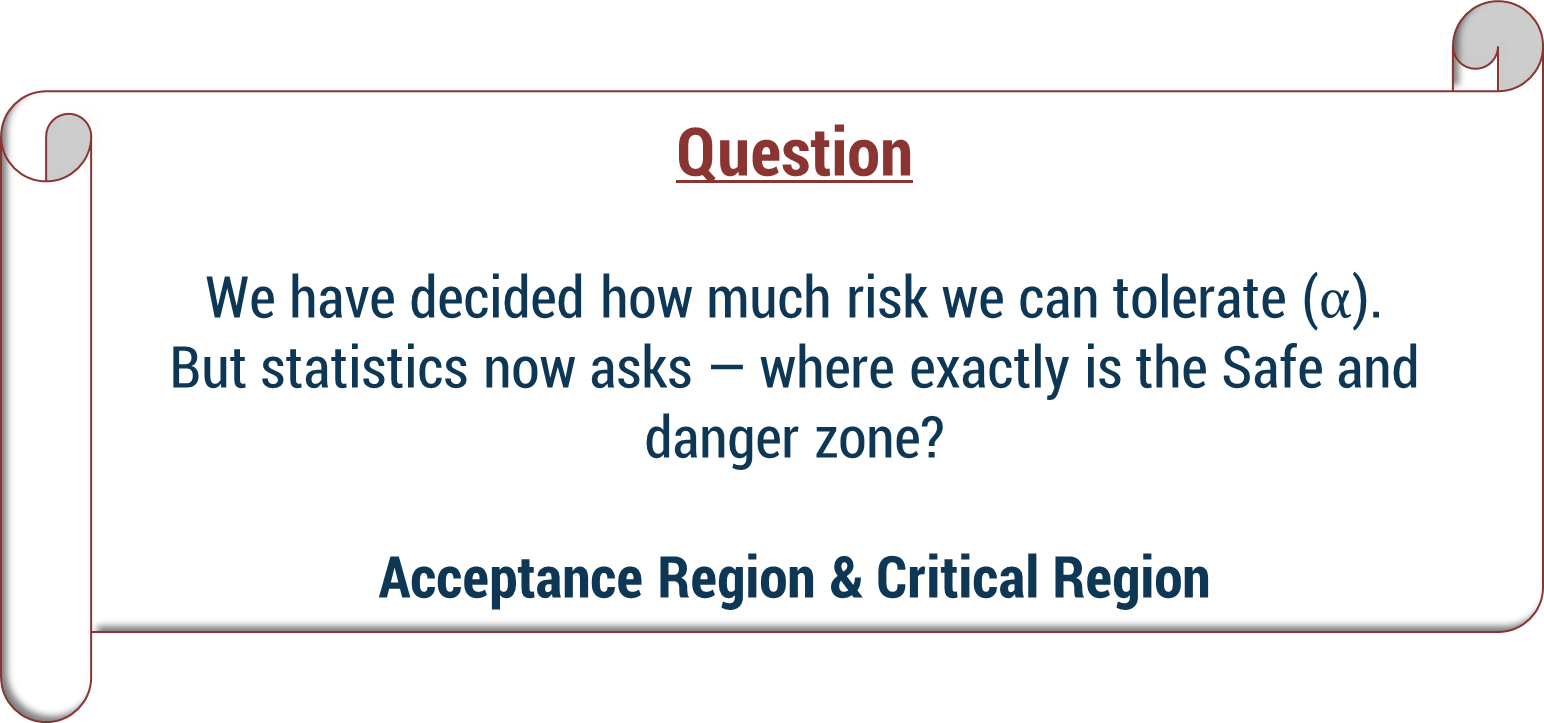 Question
We have decided how much risk we can tolerate (α).
But statistics now asks – where exactly is the Safe and
danger zone?
Acceptance Region & Critical Region